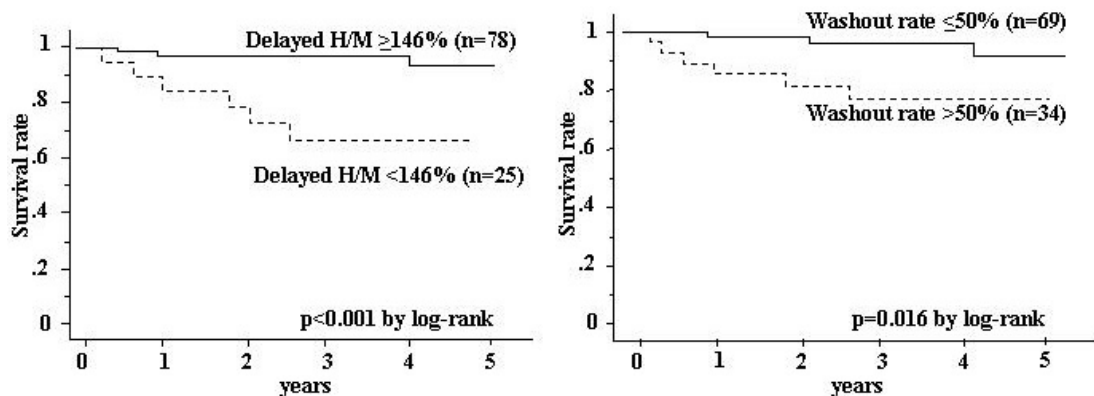 Delayed H/M ≥146% (n=78)
1
.8
.6
.4
.2
0
Survival rate
Delayed H/M <146% (n=25)
p<0.001 by log-rank
0 1 2 3 4 5
years
Washout rate ≤50% (n=69)
1
.8
.6
.4
.2
0
Survival rate
Washout rate >50% (n=34)
p=0.016 by log-rank
0 1 2 3 4 5
years